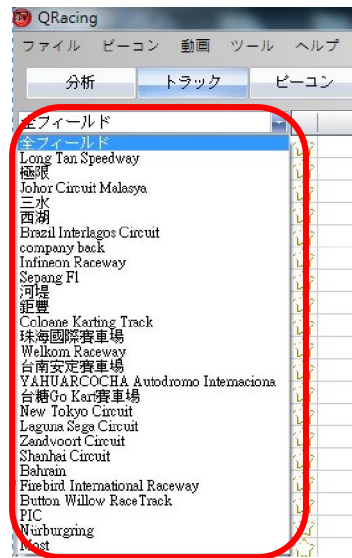 QRacing
ファイル ビーコン 動画 ツール ヘルプ
分析 トラック ビーコン
全フィールド
全フィールド
Long Tan Speedway
極限
Johor Circuit Malasya
三水
西湖
Brazil Interlagos Circuit
company back
Infineon Raceway
Sepang F1
河堤
鉅豐
Coloane Karting Track
珠海國際賽車場
Welkom Raceway
台南安定賽車場
YAHUARCOCHA Autodromo Internaciona
台糖Go Kart賽車場
New Tokyo Circuit
Laguna Sega Circuit
Zandvoort Circuit
Shanhai Circuit
Bahrain
Firebird International Raceway
Button Willow RaceTrack
PIC
Nürburgring
Most